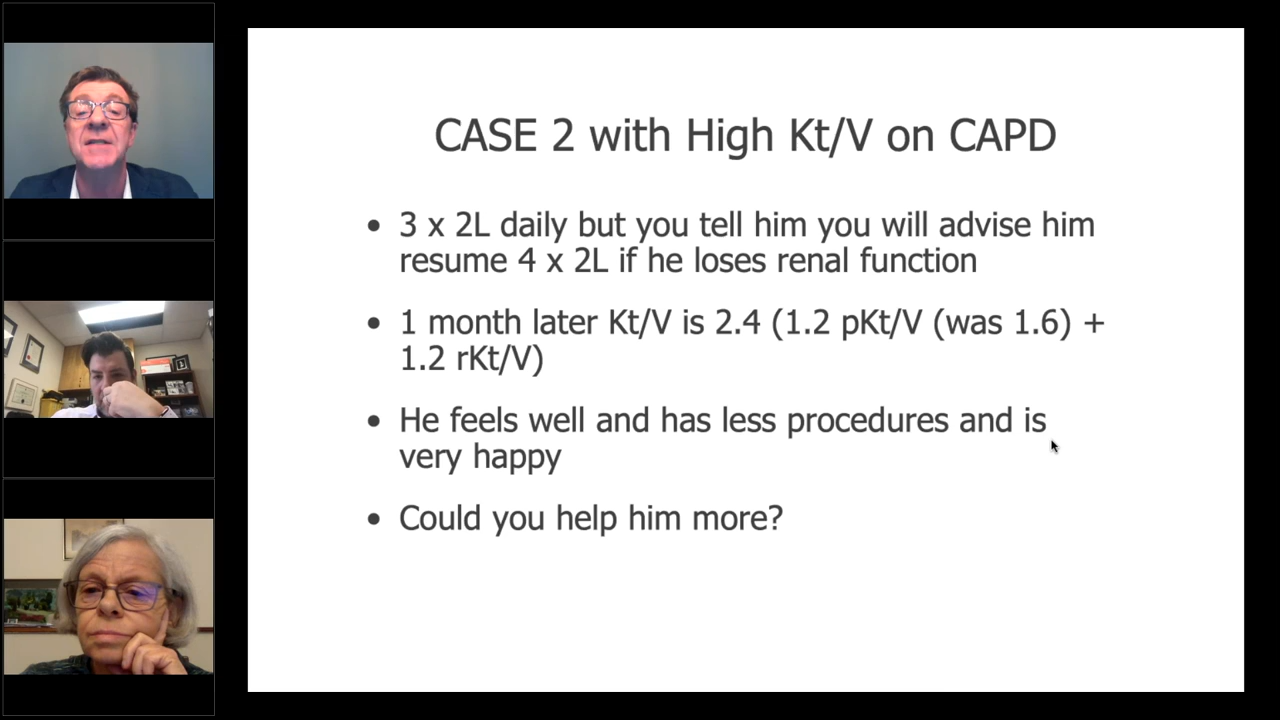 CASE 2 with High Kt/V on CAPD
• 3 x 2L daily but you tell him you will advise him
resume 4 x 2L if he loses renal function
• 1 month later Kt/V is 2.4 (1.2 pKt/V (was 1.6) +
1.2 rKt/V)
• He feels well and has less procedures and is
very happy
• Could you help him more?